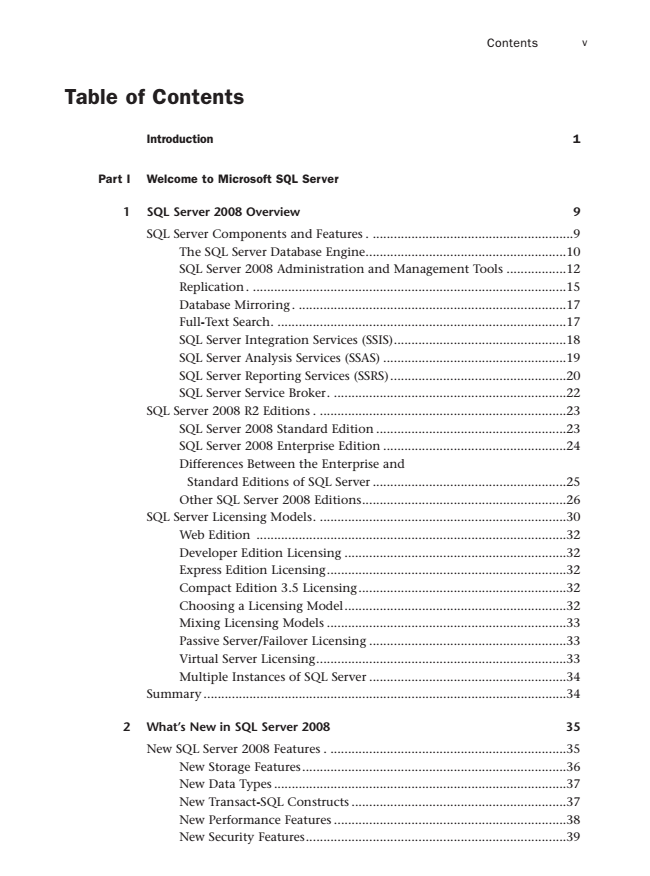 Contents v
Table of Contents
Introduction 1
Part I Welcome to Microsoft SQL Server
1 SQL Server 2008 Overview 9
SQL Server Components and Features . ..........................................................9
The SQL Server Database Engine.........................................................10
SQL Server 2008 Administration and Management Tools .................12
Replication . ..........................................................................................15
Database Mirroring . .............................................................................17
Full-Text Search. ...................................................................................17
SQL Server Integration Services (SSIS).................................................18
SQL Server Analysis Services (SSAS) ....................................................19
SQL Server Reporting Services (SSRS)..................................................20
SQL Server Service Broker. ...................................................................22
SQL Server 2008 R2 Editions . .......................................................................23
SQL Server 2008 Standard Edition ......................................................23
SQL Server 2008 Enterprise Edition ....................................................24
Differences Between the Enterprise and
Standard Editions of SQL Server .......................................................25
Other SQL Server 2008 Editions..........................................................26
SQL Server Licensing Models. .......................................................................30
Web Edition .........................................................................................32
Developer Edition Licensing ...............................................................32
Express Edition Licensing....................................................................32
Compact Edition 3.5 Licensing...........................................................32
Choosing a Licensing Model...............................................................32
Mixing Licensing Models ....................................................................33
Passive Server/Failover Licensing ........................................................33
Virtual Server Licensing.......................................................................33
Multiple Instances of SQL Server ........................................................34
Summary.......................................................................................................34
2 What's New in SQL Server 2008 35
New SQL Server 2008 Features . ...................................................................35
New Storage Features...........................................................................36
New Data Types ...................................................................................37
New Transact-SQL Constructs .............................................................37
New Performance Features ..................................................................38
New Security Features..........................................................................39